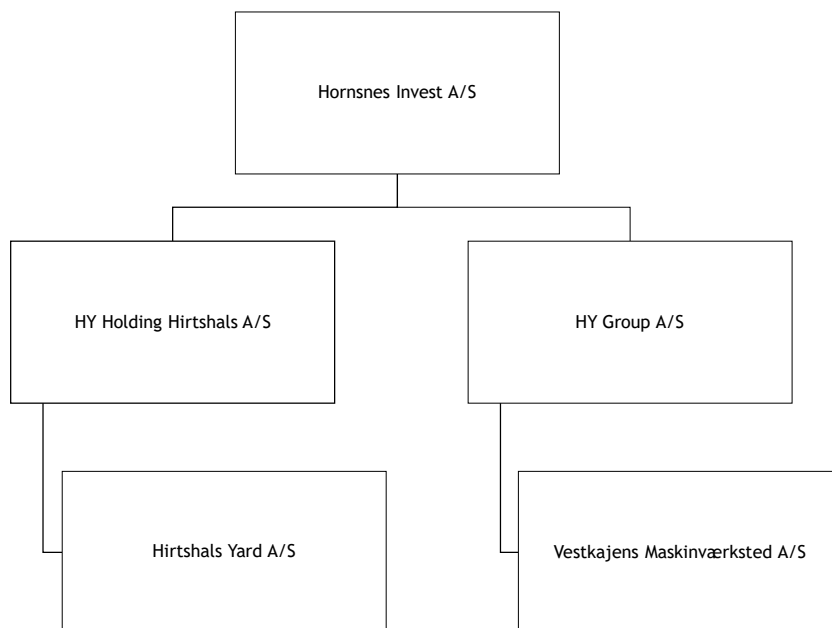 Hornsnes Invest A/S
HY Holding Hirtshals A/S
HY Group A/S
Hirtshals Yard A/S
Vestkajens Maskinværksted A/S